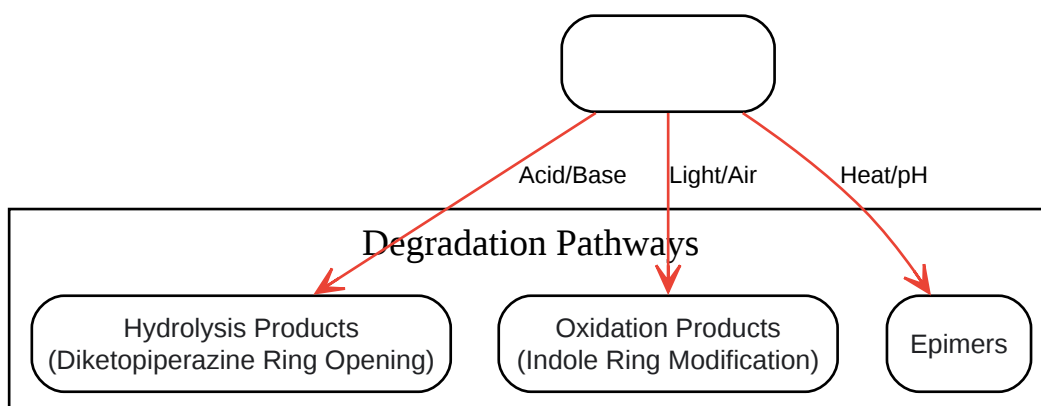 Acid/Base
Light/Air
Heat/pH
Degradation Pathways
Hydrolysis Products
(Diketopiperazine Ring Opening)
Oxidation Products
(Indole Ring Modification)
Epimers